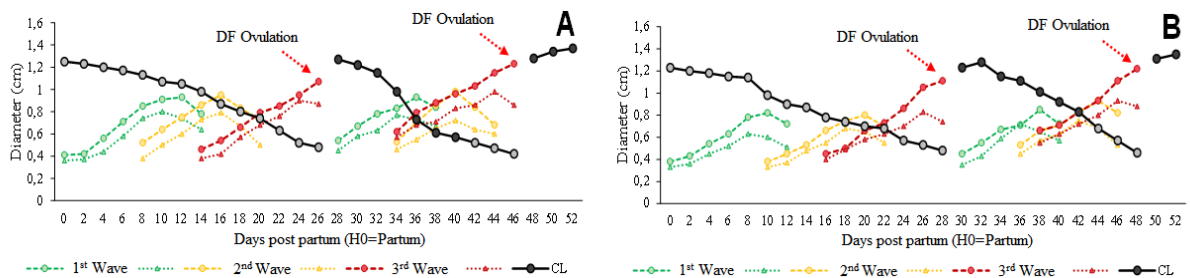 A
DF Ovulation
DF Ovulation
Diameter (cm)
1,6
1,4
1,2
1
0,8
0,6
0,4
0,2
0
0 2 4 6 8 10 12 14 16 18 20 22 24 26 28 30 32 34 36 38 40 42 44 46 48 50 52
Days post partum (H0=Partum)
1st Wave 2nd Wave 3rd Wave CL
B
DF Ovulation
DF Ovulation
Diameter (cm)
1,6
1,4
1,2
1
0,8
0,6
0,4
0,2
0
0 2 4 6 8 10 12 14 16 18 20 22 24 26 28 30 32 34 36 38 40 42 44 46 48 50 52
Days post partum (H0=Partum)
1st Wave 2nd Wave 3rd Wave CL